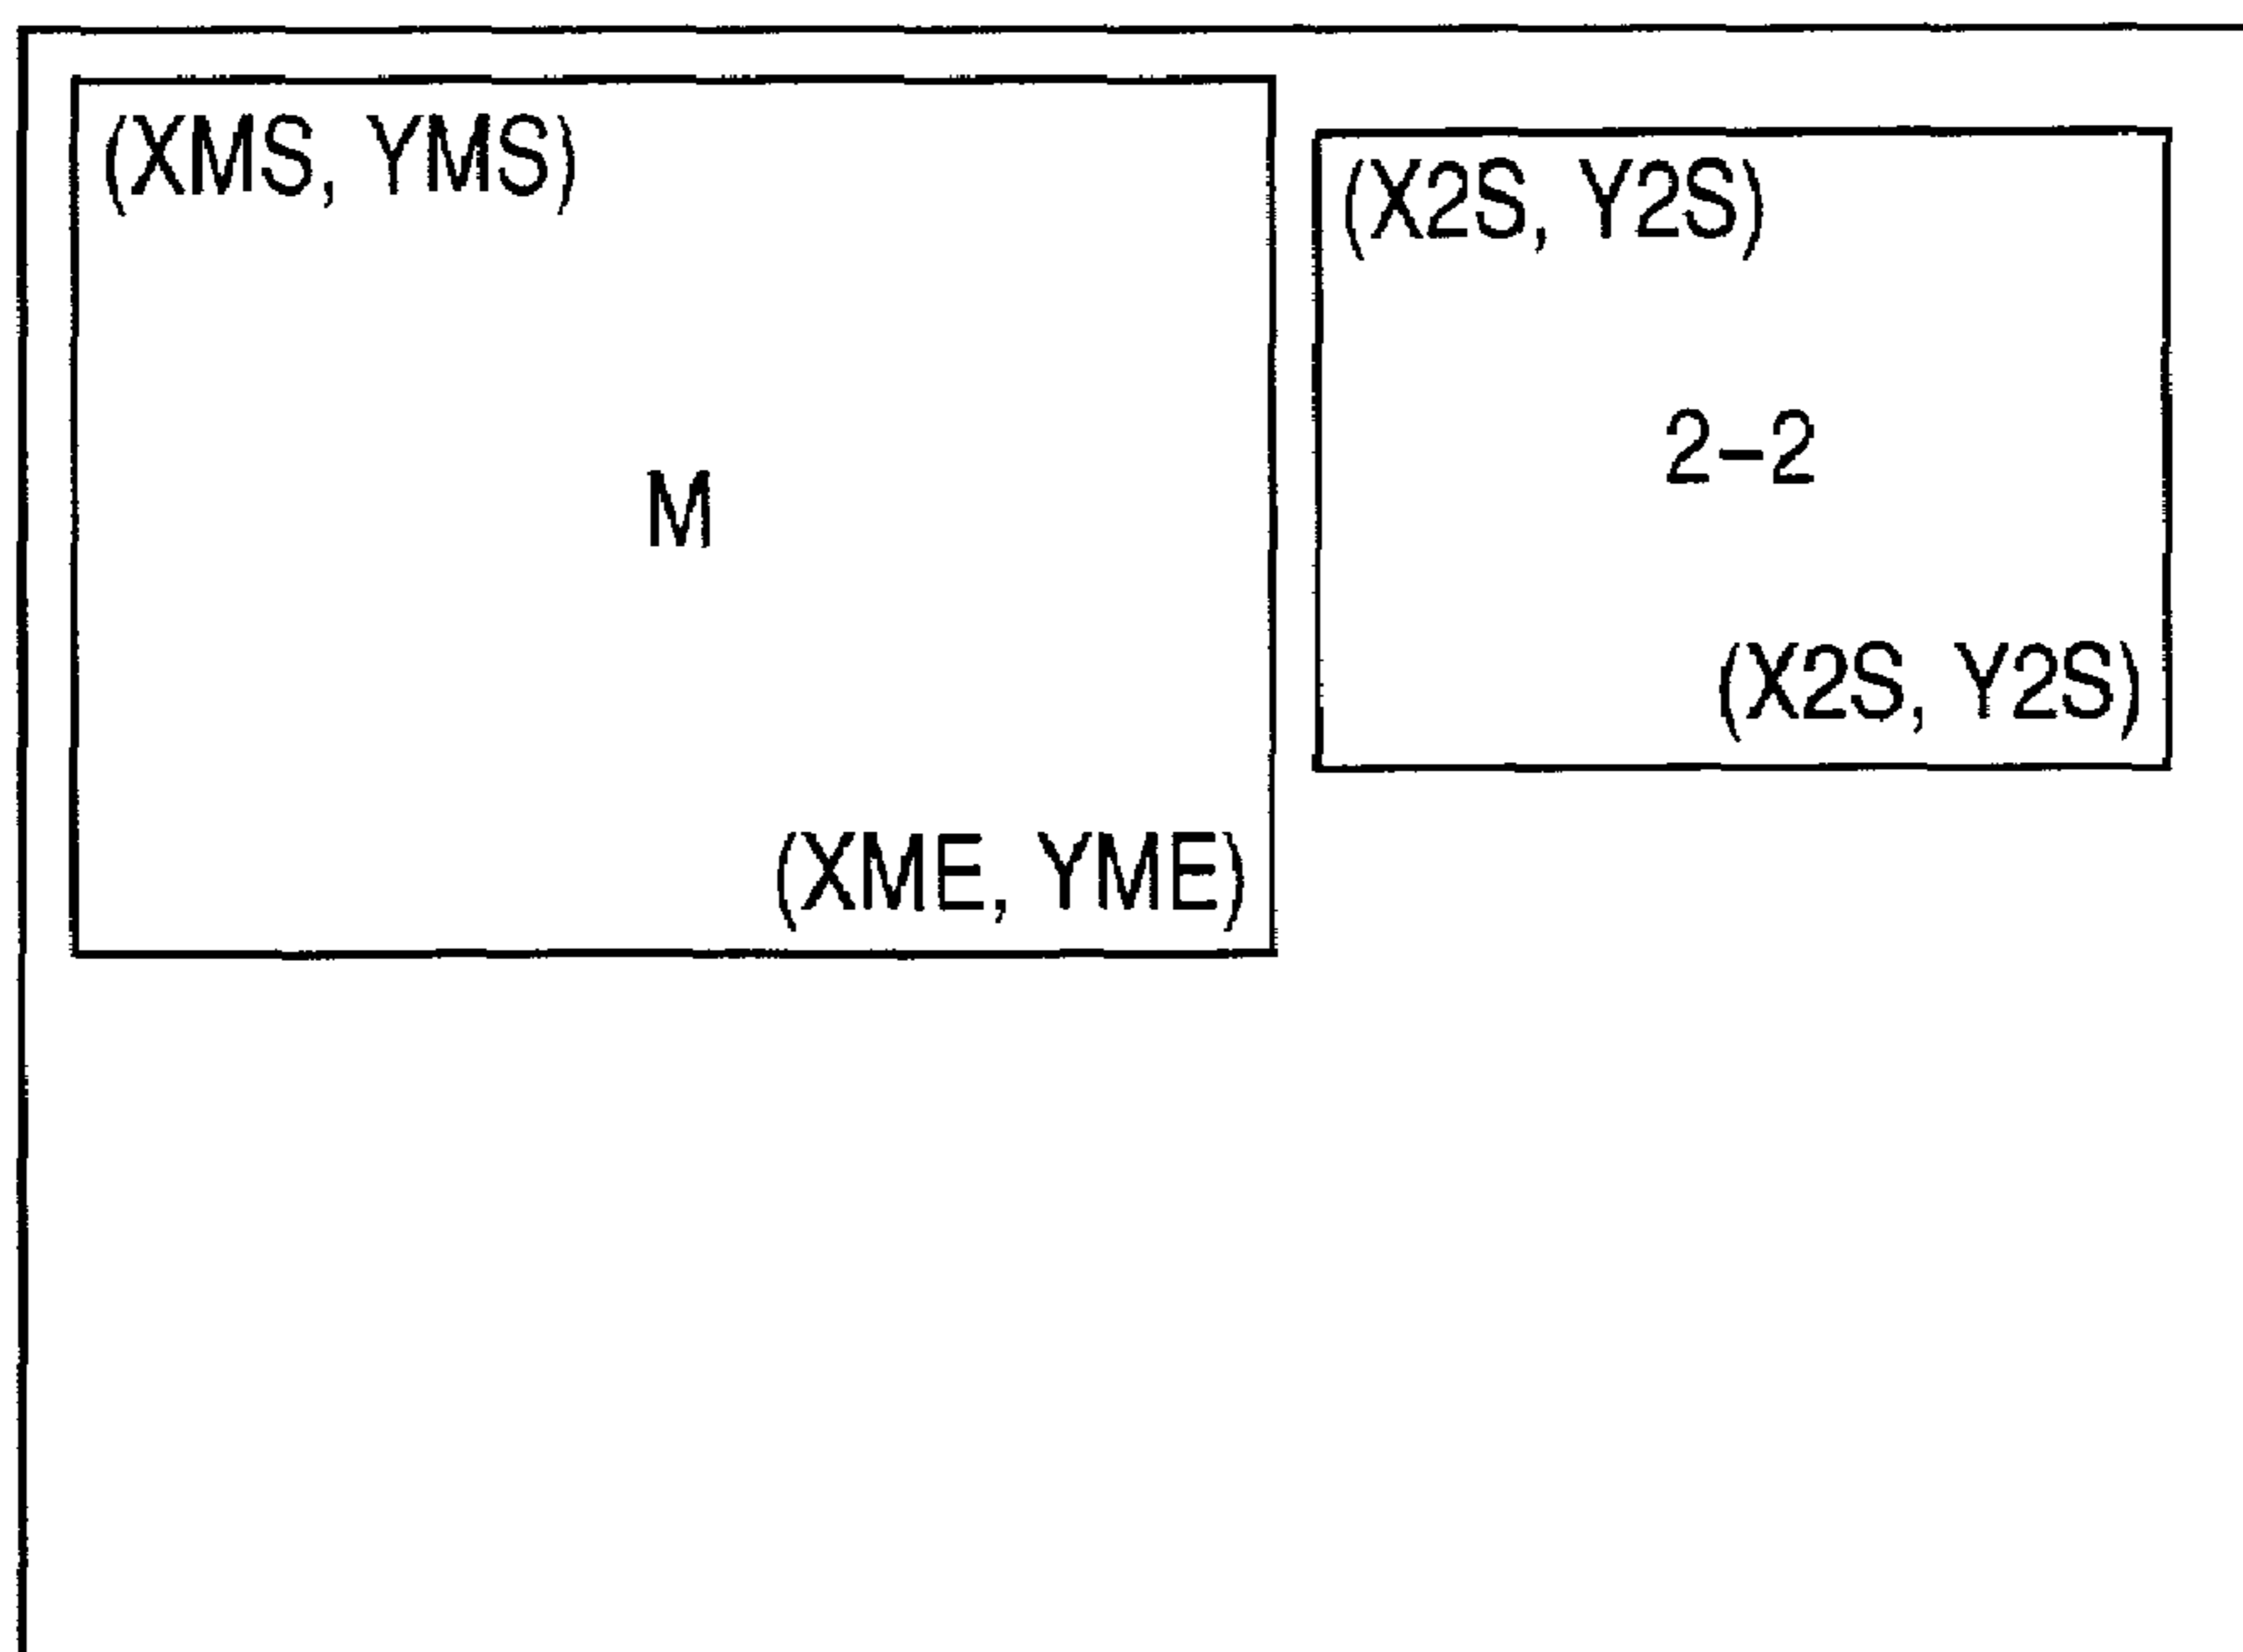 (XMS, YMS)
M
(XME, YME)
(X2S, Y2S)
2-2
(X2S, Y2S)